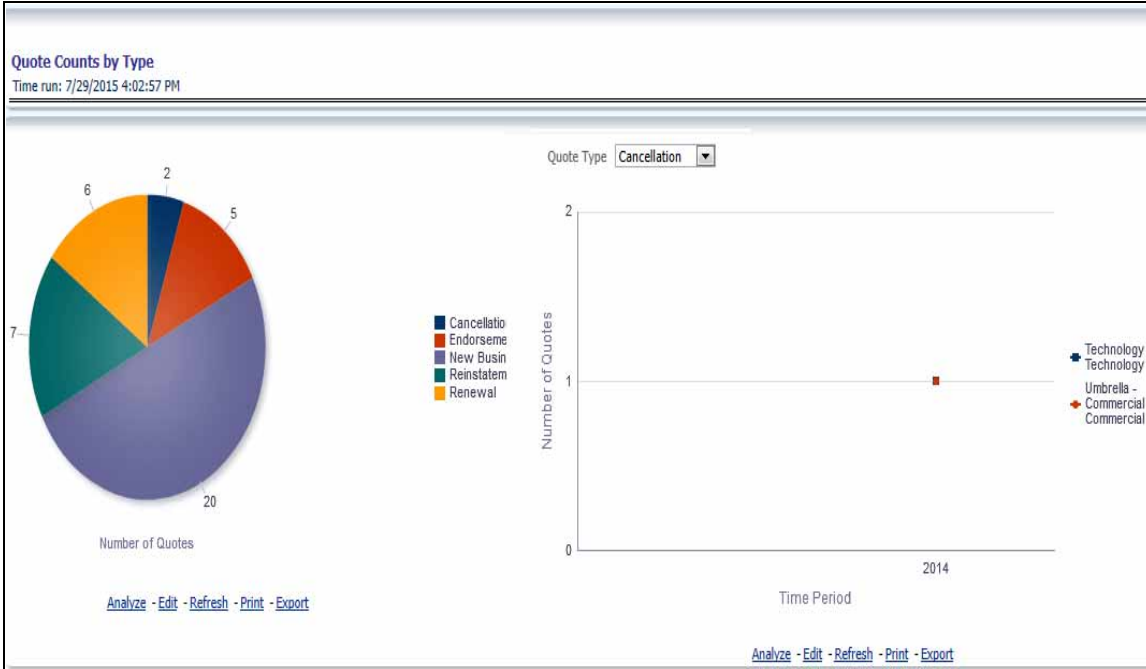 Quote Counts by Type
Time run: 7/29/2015 4:02:57 PM
Quote Type Cancellation
2
6
5
7
20
Cancellatio
Endorseme
New Busin
Reinstatem
Renewal
Number of Quotes
Analyze - Edit - Refresh - Print - Export
2
1
0
Number of Quotes
2014
Time Period
Technology
Technology
Umbrella -
Commercial
Commercial
Analyze - Edit - Refresh - Print - Export